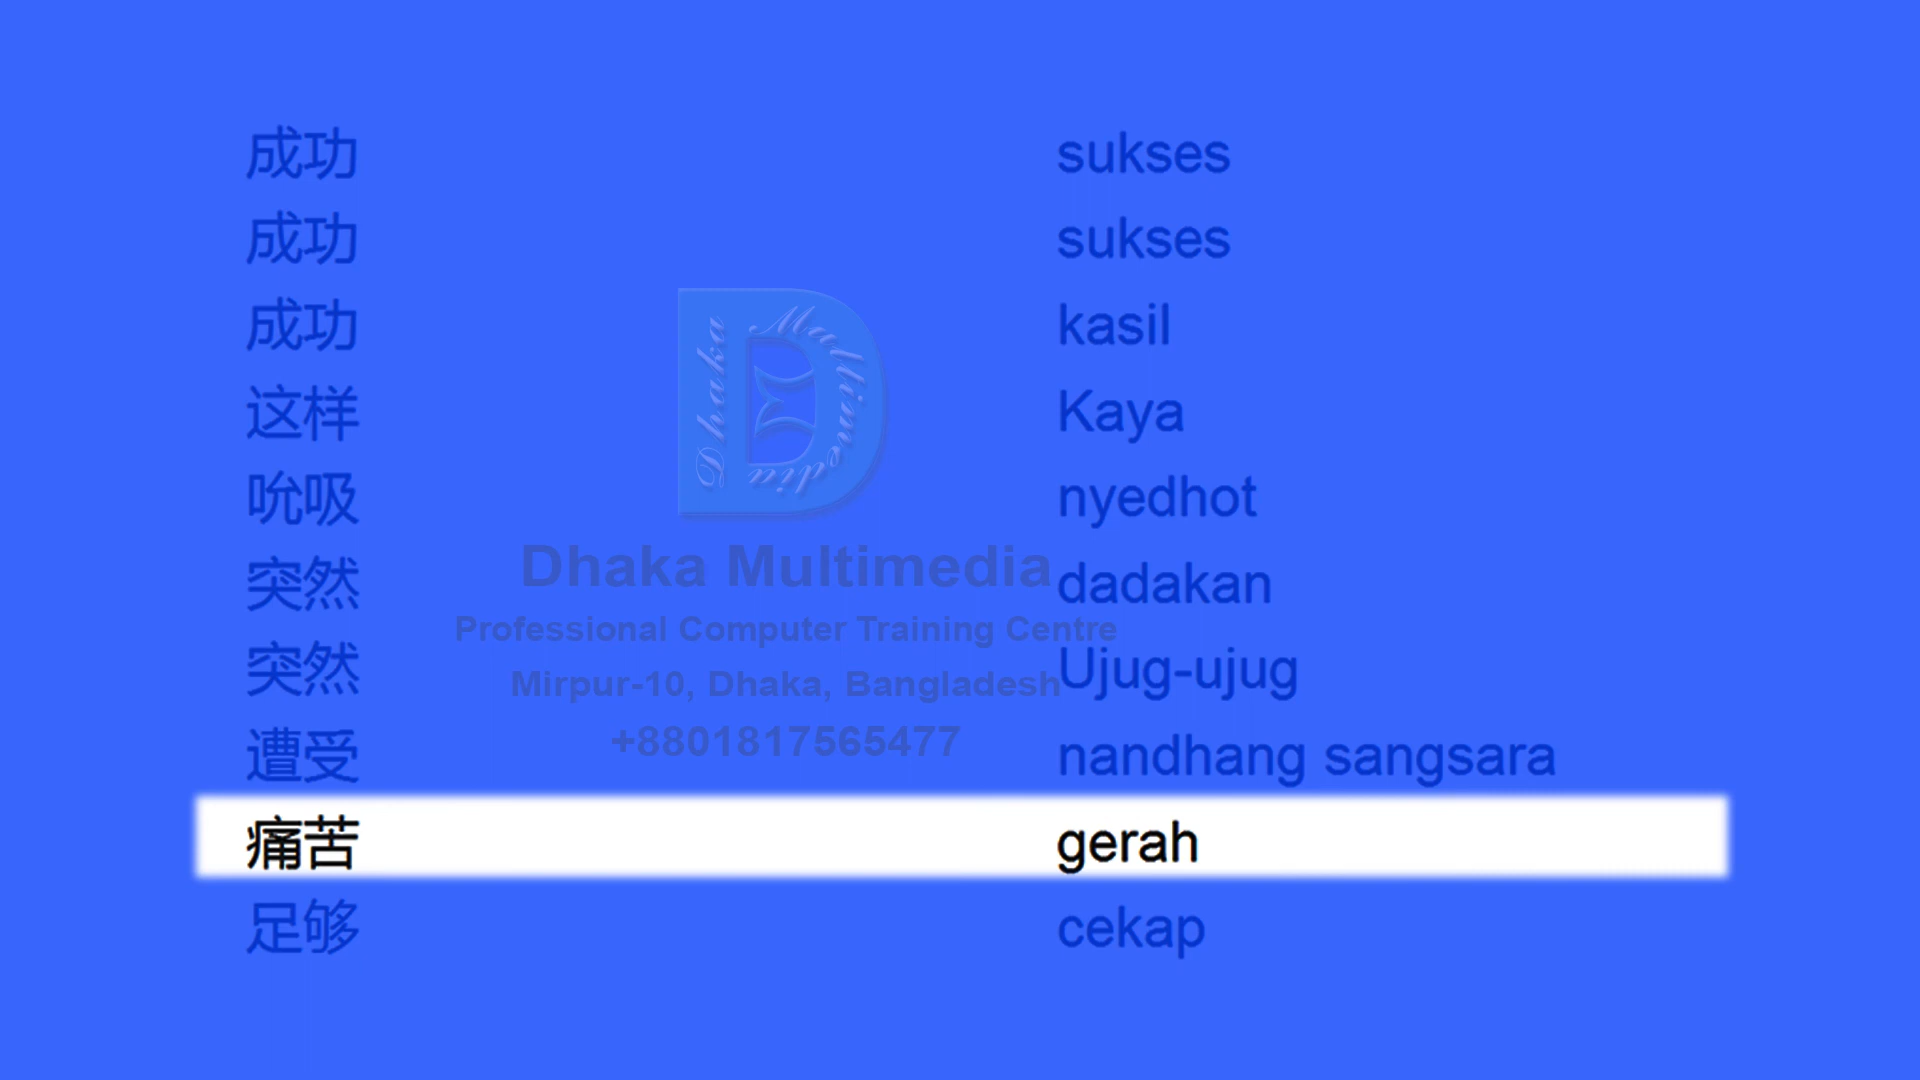 成功 sukses
成功 sukses
成功 kasil
这样 Kaya
吮吸 nyedhot
突然 dadakan
突然 Ujug-ujug
遭受 nandhang sangsara
痛苦 gerah
足够 cekap
Dhaka Multimedia
Dhaka Multimedia
Professional Computer Training Centre
Mirpur-10, Dhaka, Bangladesh
+8801817565477